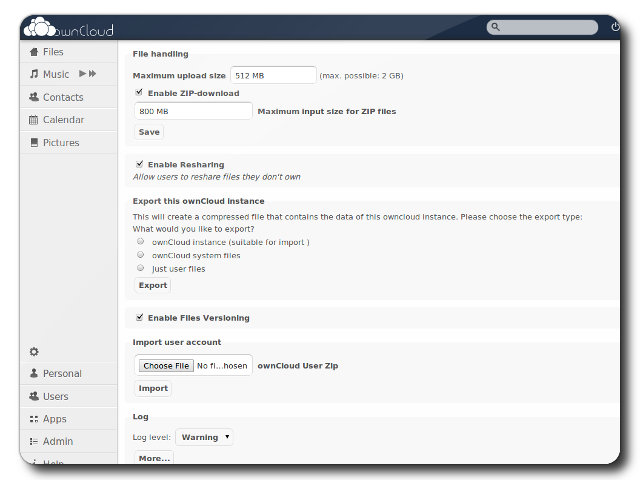 ownCloud
Files
Music
Contacts
Calendar
Pictures
Personal
Users
Apps
Admin
Help
File handling
Maximum upload size 512 MB (max. possible: 2 GB)
Enable ZIP-download
800 MB Maximum input size for ZIP files
Save
Enable Resharing
Allow users to reshare files they don't own
Export this ownCloud instance
This will create a compressed file that contains the data of this owncloud instance. Please choose the export type:
What would you like to export?
ownCloud instance (suitable for import )
ownCloud system files
Just user files
Export
Enable Files Versioning
Import user account
Choose File No fi...hosen ownCloud User Zip
Import
Log
Log level: Warning
More...